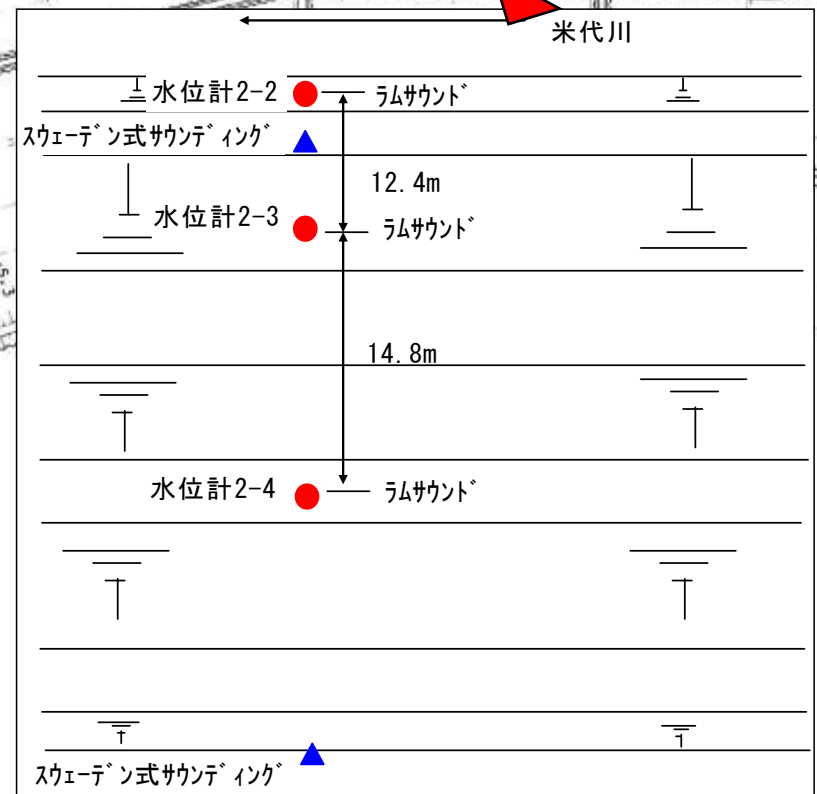 米代川
水位計2-2
ラムサウンド
スウェーデン式サウンディング
12.4m
水位計2-3
ラムサウンド
14.8m
水位計2-4
ラムサウンド
スウェーデン式サウンディング
5.3